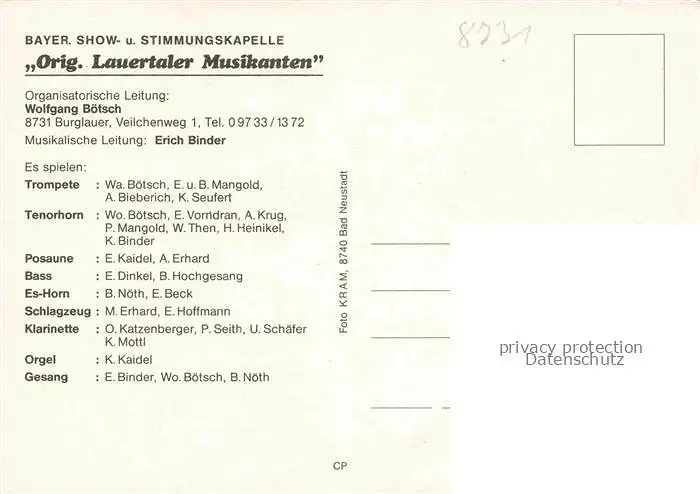 8731
BAYER. SHOW- u. STIMMUNGSKAPELLE
„Orig. Lauertaler Musikanten”
Organisatorische Leitung:
Wolfgang Bötsch
8731 Burglauer, Veilchenweg 1, Tel. 0 97 33 / 13 72
Musikalische Leitung: Erich Binder
Es spielen:
Trompete : Wa. Bötsch, E. u. B. Mangold,
A. Bieberich, K. Seufert
Tenorhorn : Wo. Bötsch, E. Vorndran, A. Krug,
P. Mangold, W. Then, H. Heinikel,
K. Binder
Posaune : E. Kaidel, A. Erhard
Bass : E. Dinkel, B. Hochgesang
Es-Horn : B. Nöth, E. Beck
Schlagzeug : M. Erhard, E. Hoffmann
Klarinette : O. Katzenberger, P. Seith, U. Schäfer
K. Mottl
Orgel : K. Kaidel
Gesang : E. Binder, Wo. Bötsch, B. Nöth
Foto KRAM, 8740 Bad Neustadt
privacy protection
Datenschutz
CP